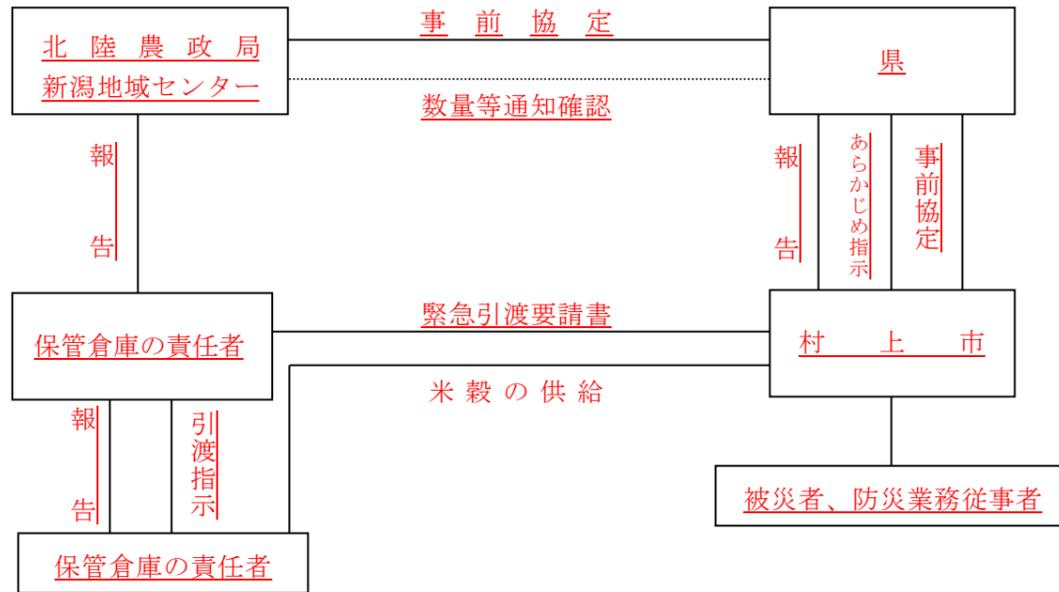 事前協定
北陸農政局
新潟地域センター
県
数量等通知確認
報告
報告
あらかじめ指示
事前協定
緊急引渡要請書
保管倉庫の責任者
村上市
米穀の供給
報告
引渡指示
被災者、防災業務従事者
保管倉庫の責任者